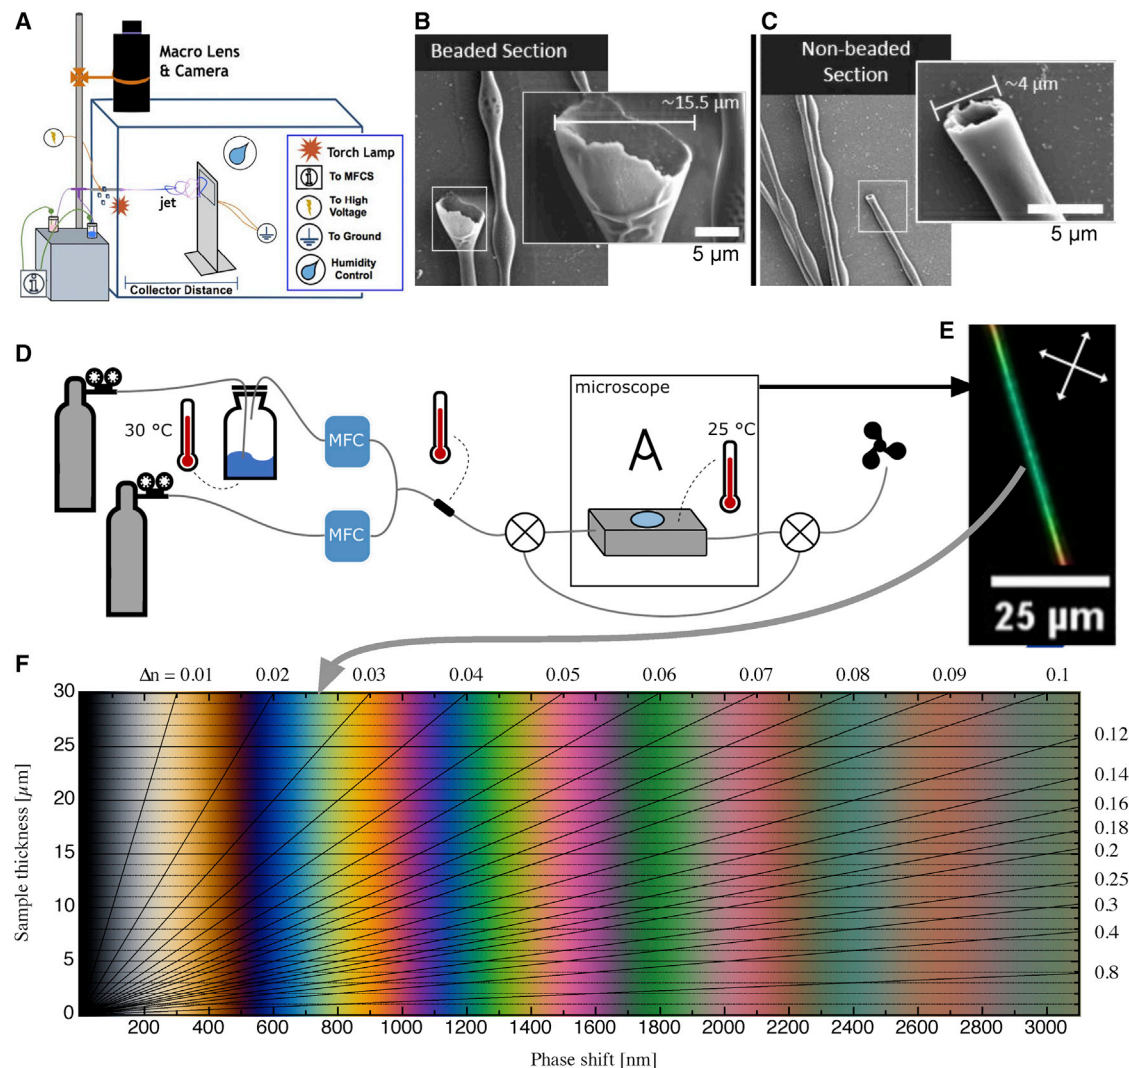 A
Macro Lens
& Camera
jet
Collector Distance
Torch Lamp
To MFCS
To High
Voltage
To Ground
Humidity
Control
B
Beaded Section
~15.5 µm
5 µm
C
Non-beaded
Section
~4 µm
5 µm
D
30 °C
MFC
MFC
microscope
25 °C
E
25 µm
F
Δn = 0.01 0.02 0.03 0.04 0.05 0.06 0.07 0.08 0.09 0.1
0.12
0.14
0.16
0.18
0.2
0.25
0.3
0.4
0.8
Sample thickness [µm]
30
25
20
15
10
5
0
200 400 600 800 1000 1200 1400 1600 1800 2000 2200 2400 2600 2800 3000
Phase shift [nm]